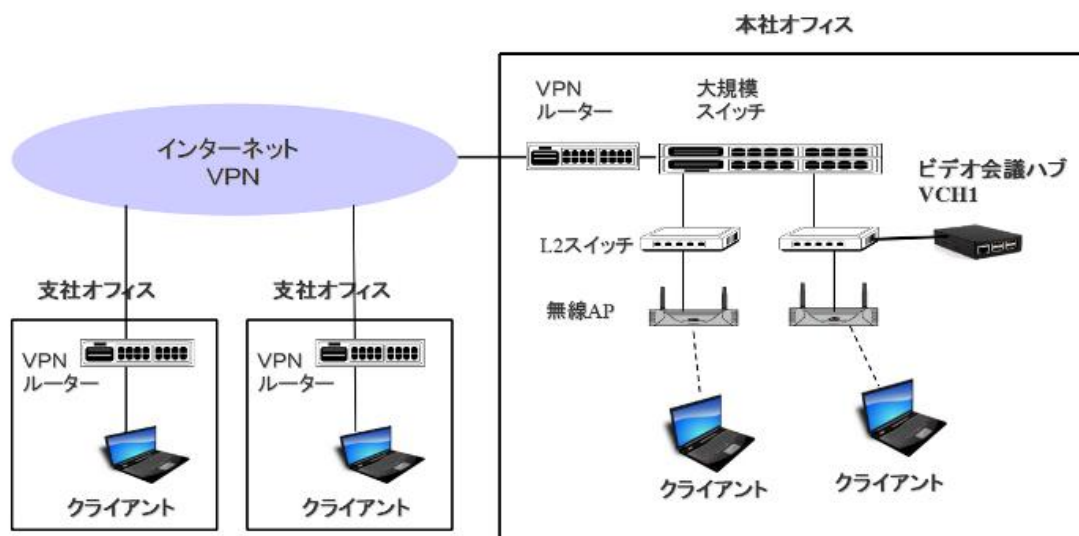 本社オフィス
VPN
ルーター
大規模
スイッチ
インターネット
VPN
ビデオ会議ハブ
VCH1
L2スイッチ
支社オフィス
支社オフィス
無線AP
VPN
ルーター
VPN
ルーター
クライアント
クライアント
クライアント
クライアント